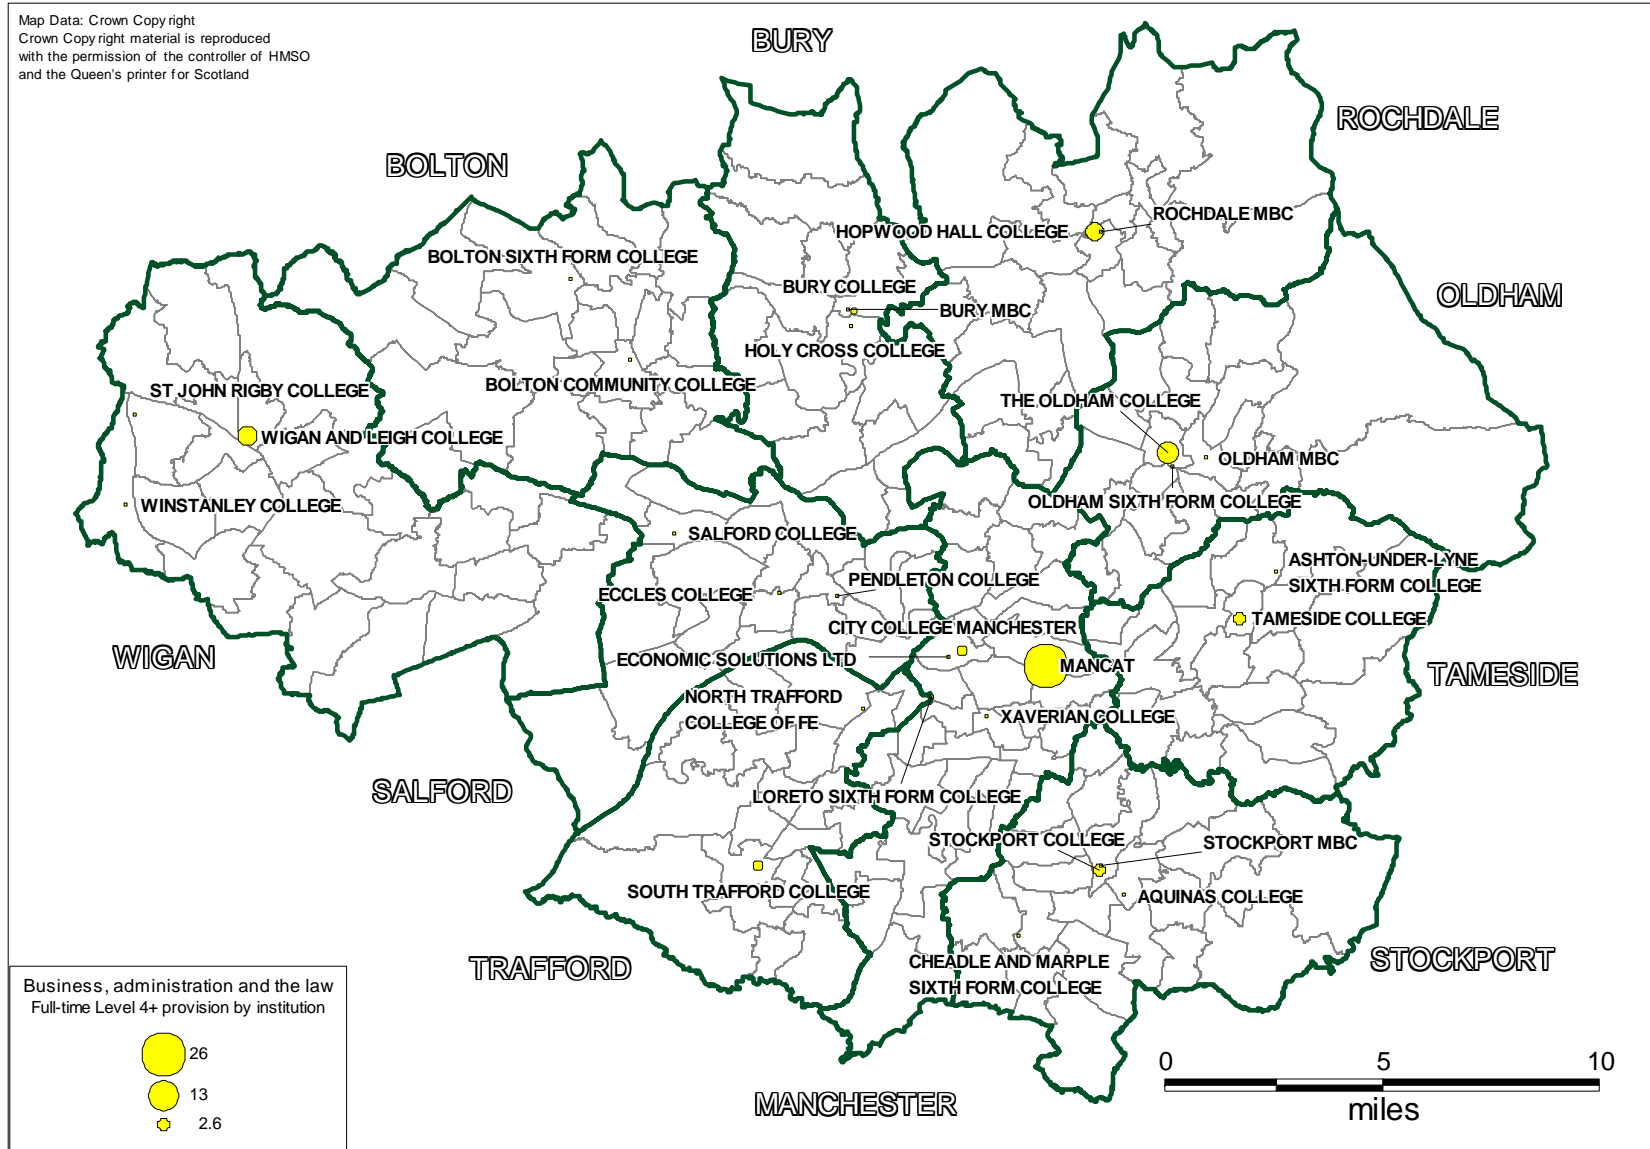 Map Data: Crown Copyright
Crown Copyright material is reproduced
with the permission of the controller of HMSO
and the Queen's printer for Scotland
BURY
ROCHDALE
BOLTON
ROCHDALE MBC
HOPWOOD HALL COLLEGE
BOLTON SIXTH FORM COLLEGE
BURY COLLEGE
OLDHAM
BURY MBC
HOLY CROSS COLLEGE
BOLTON COMMUNITY COLLEGE
ST JOHN RIGBY COLLEGE
THE OLDHAM COLLEGE
WIGAN AND LEIGH COLLEGE
OLDHAM MBC
OLDHAM SIXTH FORM COLLEGE
WINSTANLEY COLLEGE
SALFORD COLLEGE
ASHTON-UNDER-LYNE
SIXTH FORM COLLEGE
PENDLETON COLLEGE
ECCLES COLLEGE
TAMESIDE COLLEGE
CITY COLLEGE MANCHESTER
WIGAN
ECONOMIC SOLUTIONS LTD
MANCAT
TAMESIDE
NORTH TRAFFORD
COLLEGE OF FE
XAVERIAN COLLEGE
SALFORD
LORETO SIXTH FORM COLLEGE
STOCKPORT COLLEGE
STOCKPORT MBC
SOUTH TRAFFORD COLLEGE
AQUINAS COLLEGE
CHEADLE AND MARPLE
SIXTH FORM COLLEGE
TRAFFORD
STOCKPORT
MANCHESTER
Business, administration and the law
Full-time Level 4+ provision by institution
26
13
2.6
0 5 10
miles